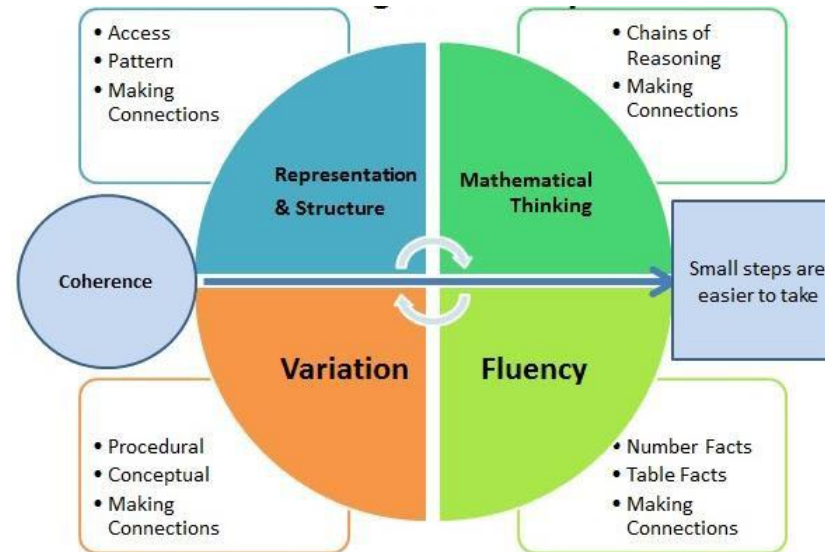 • Access
• Pattern
• Making
Connections
• Chains of
Reasoning
• Making
Connections
Representation
& Structure
Mathematical
Thinking
Coherence
Small steps are
easier to take
Variation
Fluency
• Procedural
• Conceptual
• Making
Connections
• Number Facts
• Table Facts
• Making
Connections